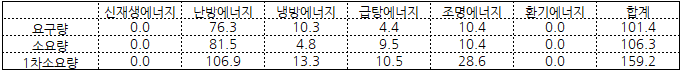 신재생에너지 난방에너지 냉방에너지 급탕에너지 조명에너지 환기에너지 합계
요구량 0.0 76.3 10.3 4.4 10.4 0.0 101.4
소요량 0.0 81.5 4.8 9.5 10.4 0.0 106.3
1차소요량 0.0 106.9 13.3 10.5 28.6 0.0 159.2